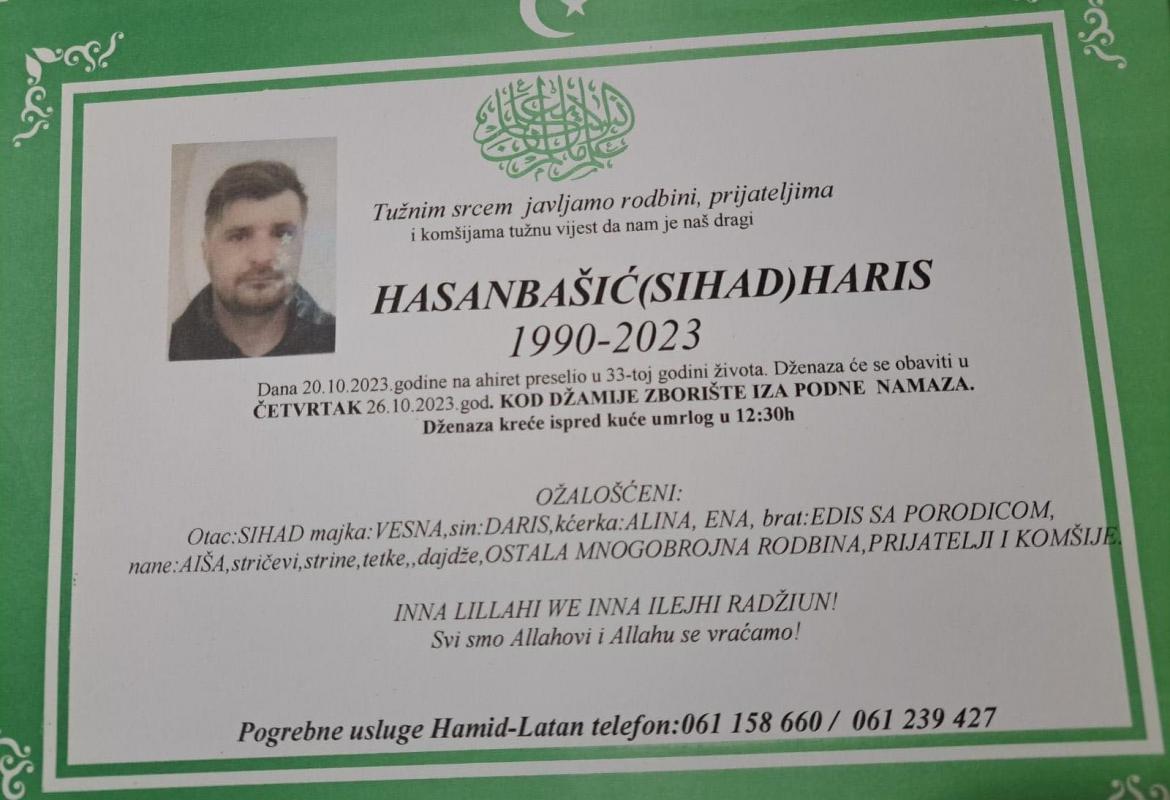 Tužnim srcem javljamo rodbini, prijateljima
i komšijama tužnu vijest da nam je naš dragi
HASANBAŠIĆ(SIHAD)HARIS
1990-2023
Dana 20.10.2023.godine na ahiret preselio u 33-toj godini života. Dženaza će se obaviti u
ČETVRTAK 26.10.2023.god. KOD DŽAMIJE ZBORIŠTE IZA PODNE NAMAZA.
Dženaza kreće ispred kuće umrlog u 12:30h
OŽALOŠĆENI:
Otac:SIHAD majka:VESNA,sin:DARIS,kćerka:ALINA, ENA, brat:EDIS SA PORODICOM,
nane:AIŠA,stričevi,strine,tetke,,dajdže,OSTALA MNOGOBROJNA RODBINA,PRIJATELJI I KOMŠIJE.
INNA LILLAHI WE INNA ILEJHI RADŽIUN!
Svi smo Allahovi i Allahu se vraćamo!
Pogrebne usluge Hamid-Latan telefon:061 158 660 / 061 239 427